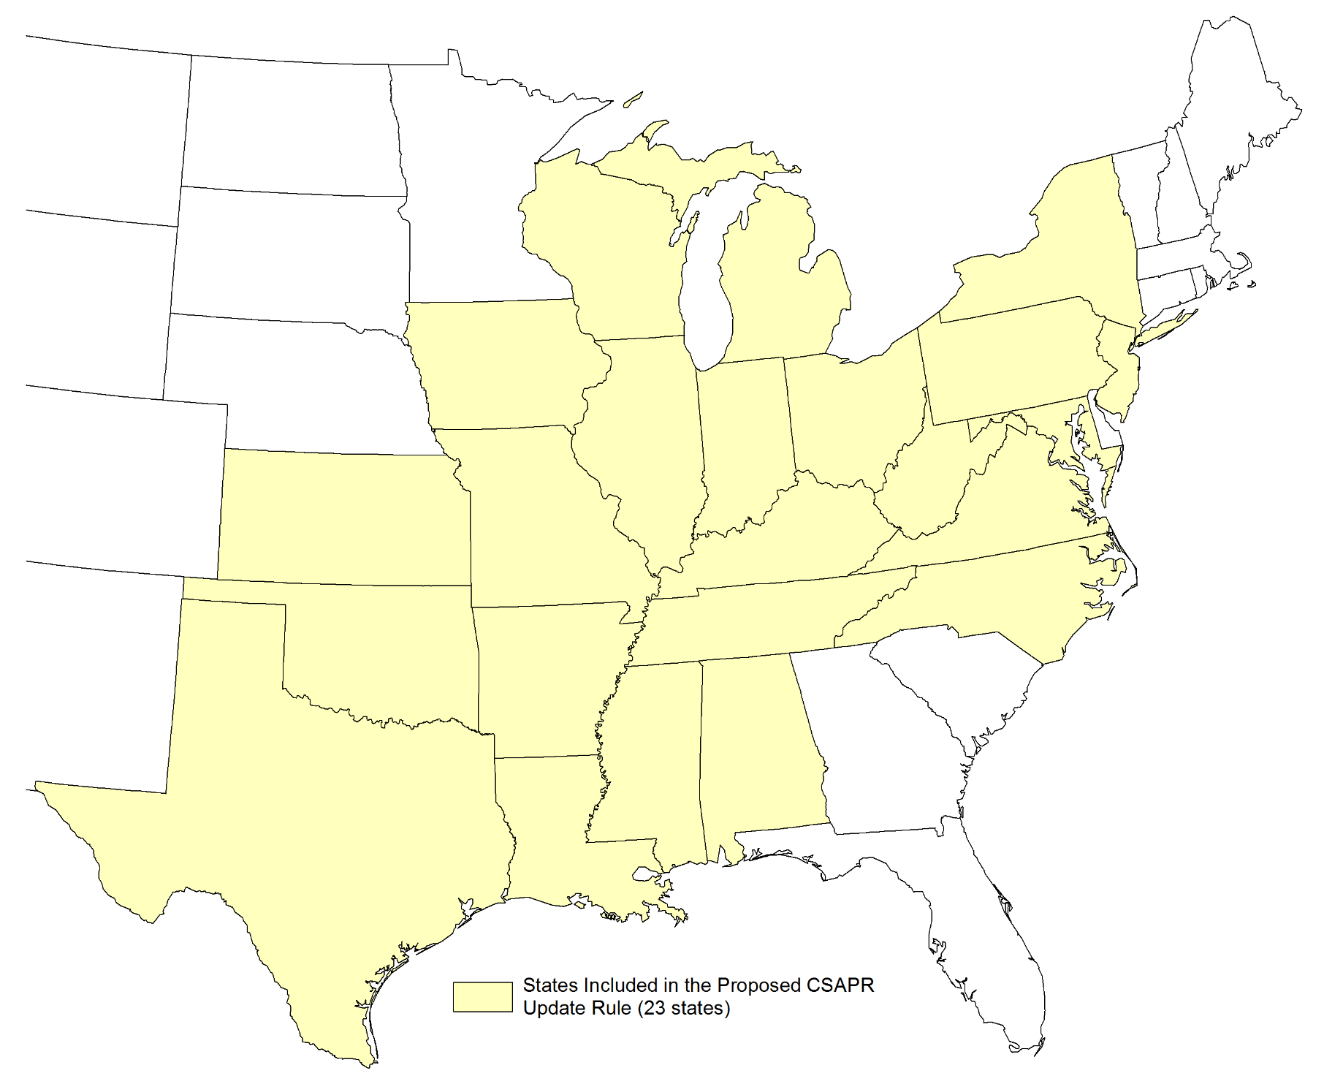 States Included in the Proposed CSAPR
Update Rule (23 states)